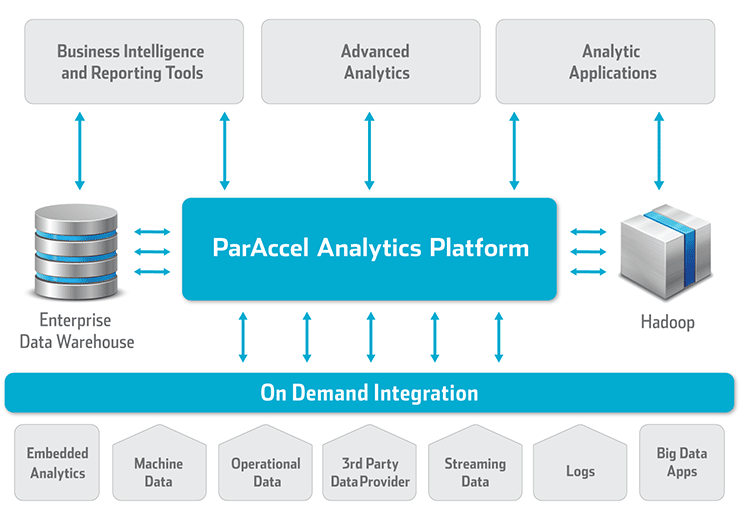 Business Intelligence
and Reporting Tools
Advanced
Analytics
Analytic
Applications
ParAccel Analytics Platform
Enterprise
Data Warehouse
Hadoop
On Demand Integration
Embedded
Analytics
Machine
Data
Operational
Data
3rd Party
Data Provider
Streaming
Data
Logs
Big Data
Apps